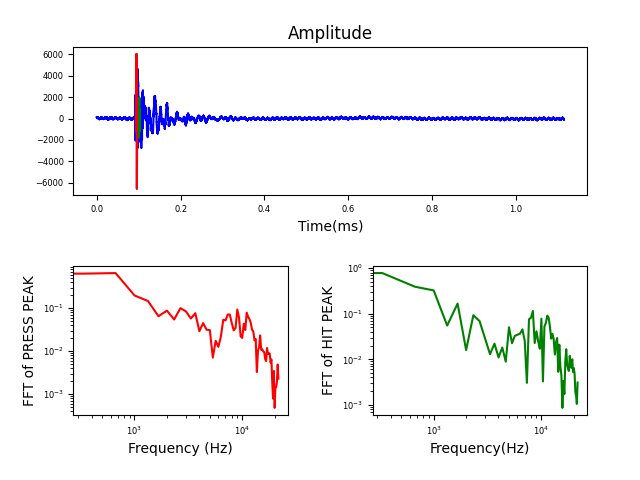 Amplitude
6000
4000
2000
0
−2000
−4000
−6000
0.0 0.2 0.4 0.6 0.8 1.0
Time(ms)
FFT of PRESS PEAK
10⁻¹
10⁻²
10⁻³
10³ 10⁴
Frequency (Hz)
FFT of HIT PEAK
10⁰
10⁻¹
10⁻²
10⁻³
10³ 10⁴
Frequency(Hz)